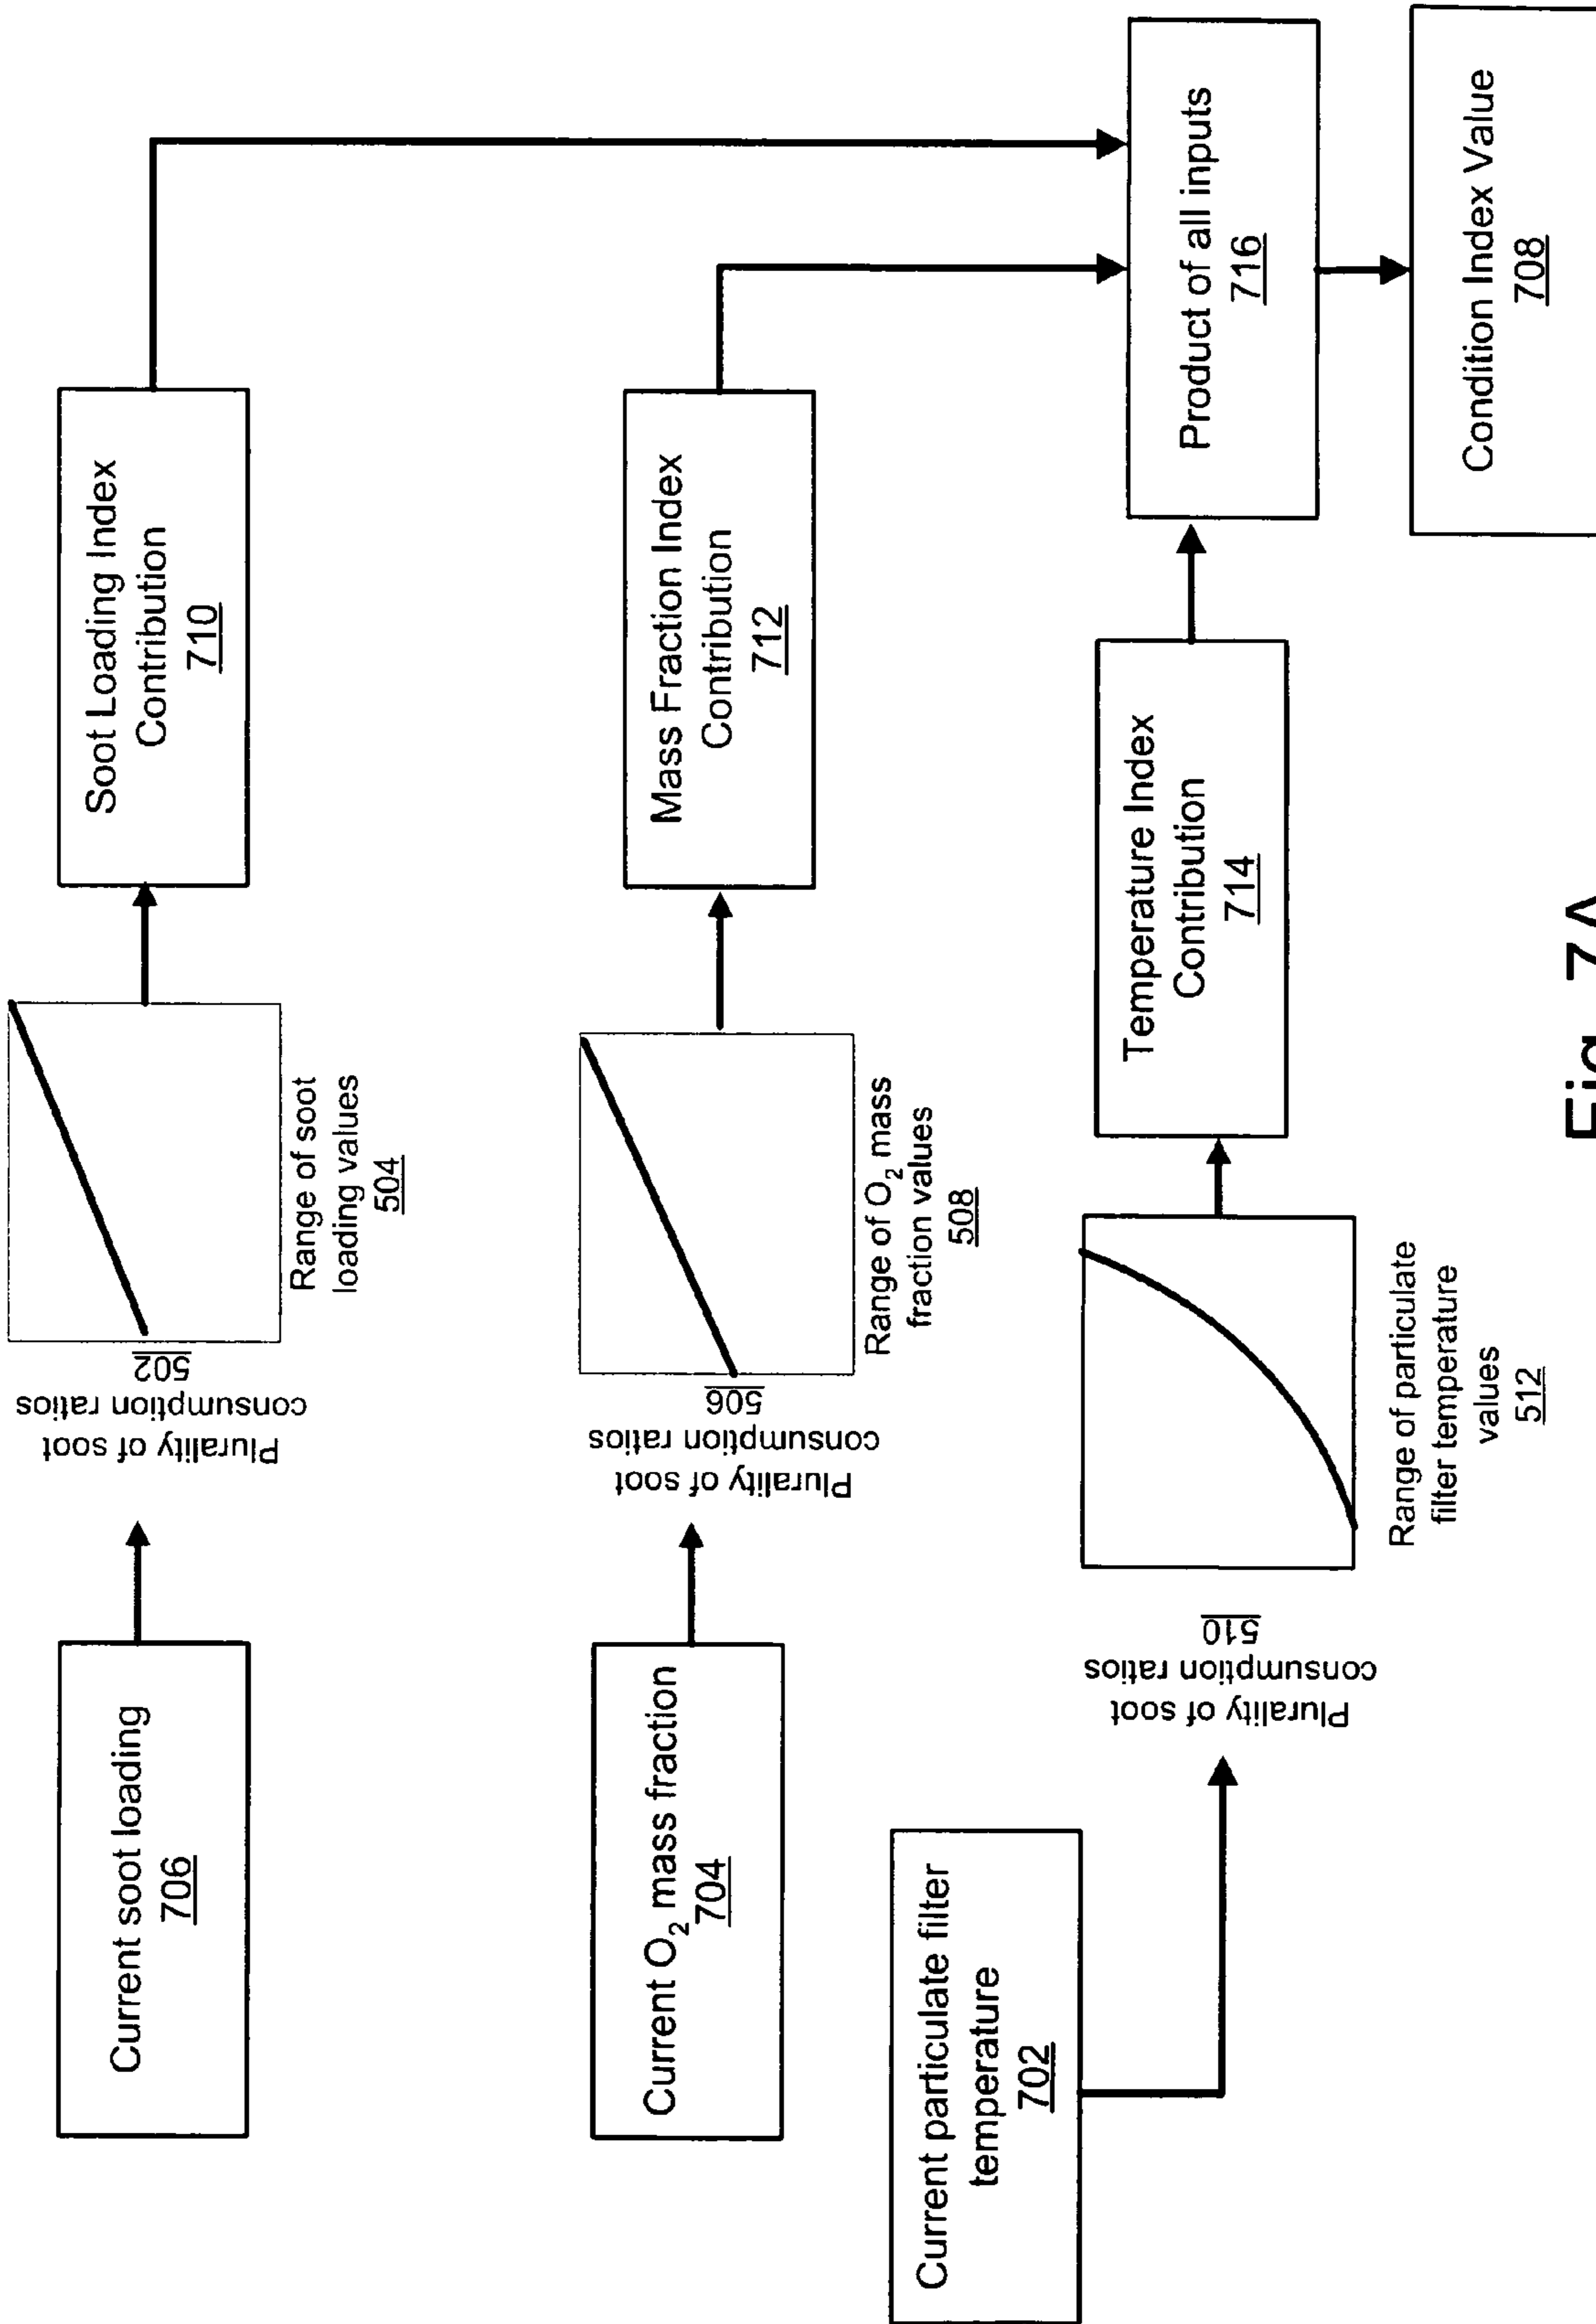 Current soot loading
706
Plurality of soot
consumption ratios
502
Range of soot
loading values
504
Soot Loading Index
Contribution
710
Current O2 mass fraction
704
Plurality of soot
consumption ratios
506
Range of O2 mass
fraction values
508
Mass Fraction Index
Contribution
712
Current particulate filter
temperature
702
Plurality of soot
consumption ratios
510
Range of particulate
filter temperature
values
512
Temperature Index
Contribution
714
Product of all inputs
716
Condition Index Value
708
Fig. 7A